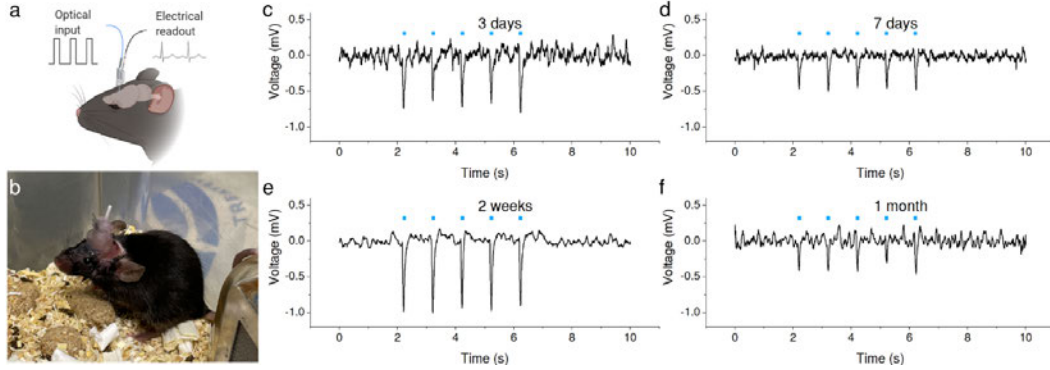 a
Optical
input
Electrical
readout
b
c
3 days
Voltage (mV)
0.5
0.0
-0.5
-1.0
0 2 4 6 8 10
Time (s)
d
7 days
Voltage (mV)
0.5
0.0
-0.5
-1.0
0 2 4 6 8 10
Time (s)
e
2 weeks
Voltage (mV)
0.5
0.0
-0.5
-1.0
0 2 4 6 8 10
Time (s)
f
1 month
Voltage (mV)
0.5
0.0
-0.5
-1.0
0 2 4 6 8 10
Time (s)